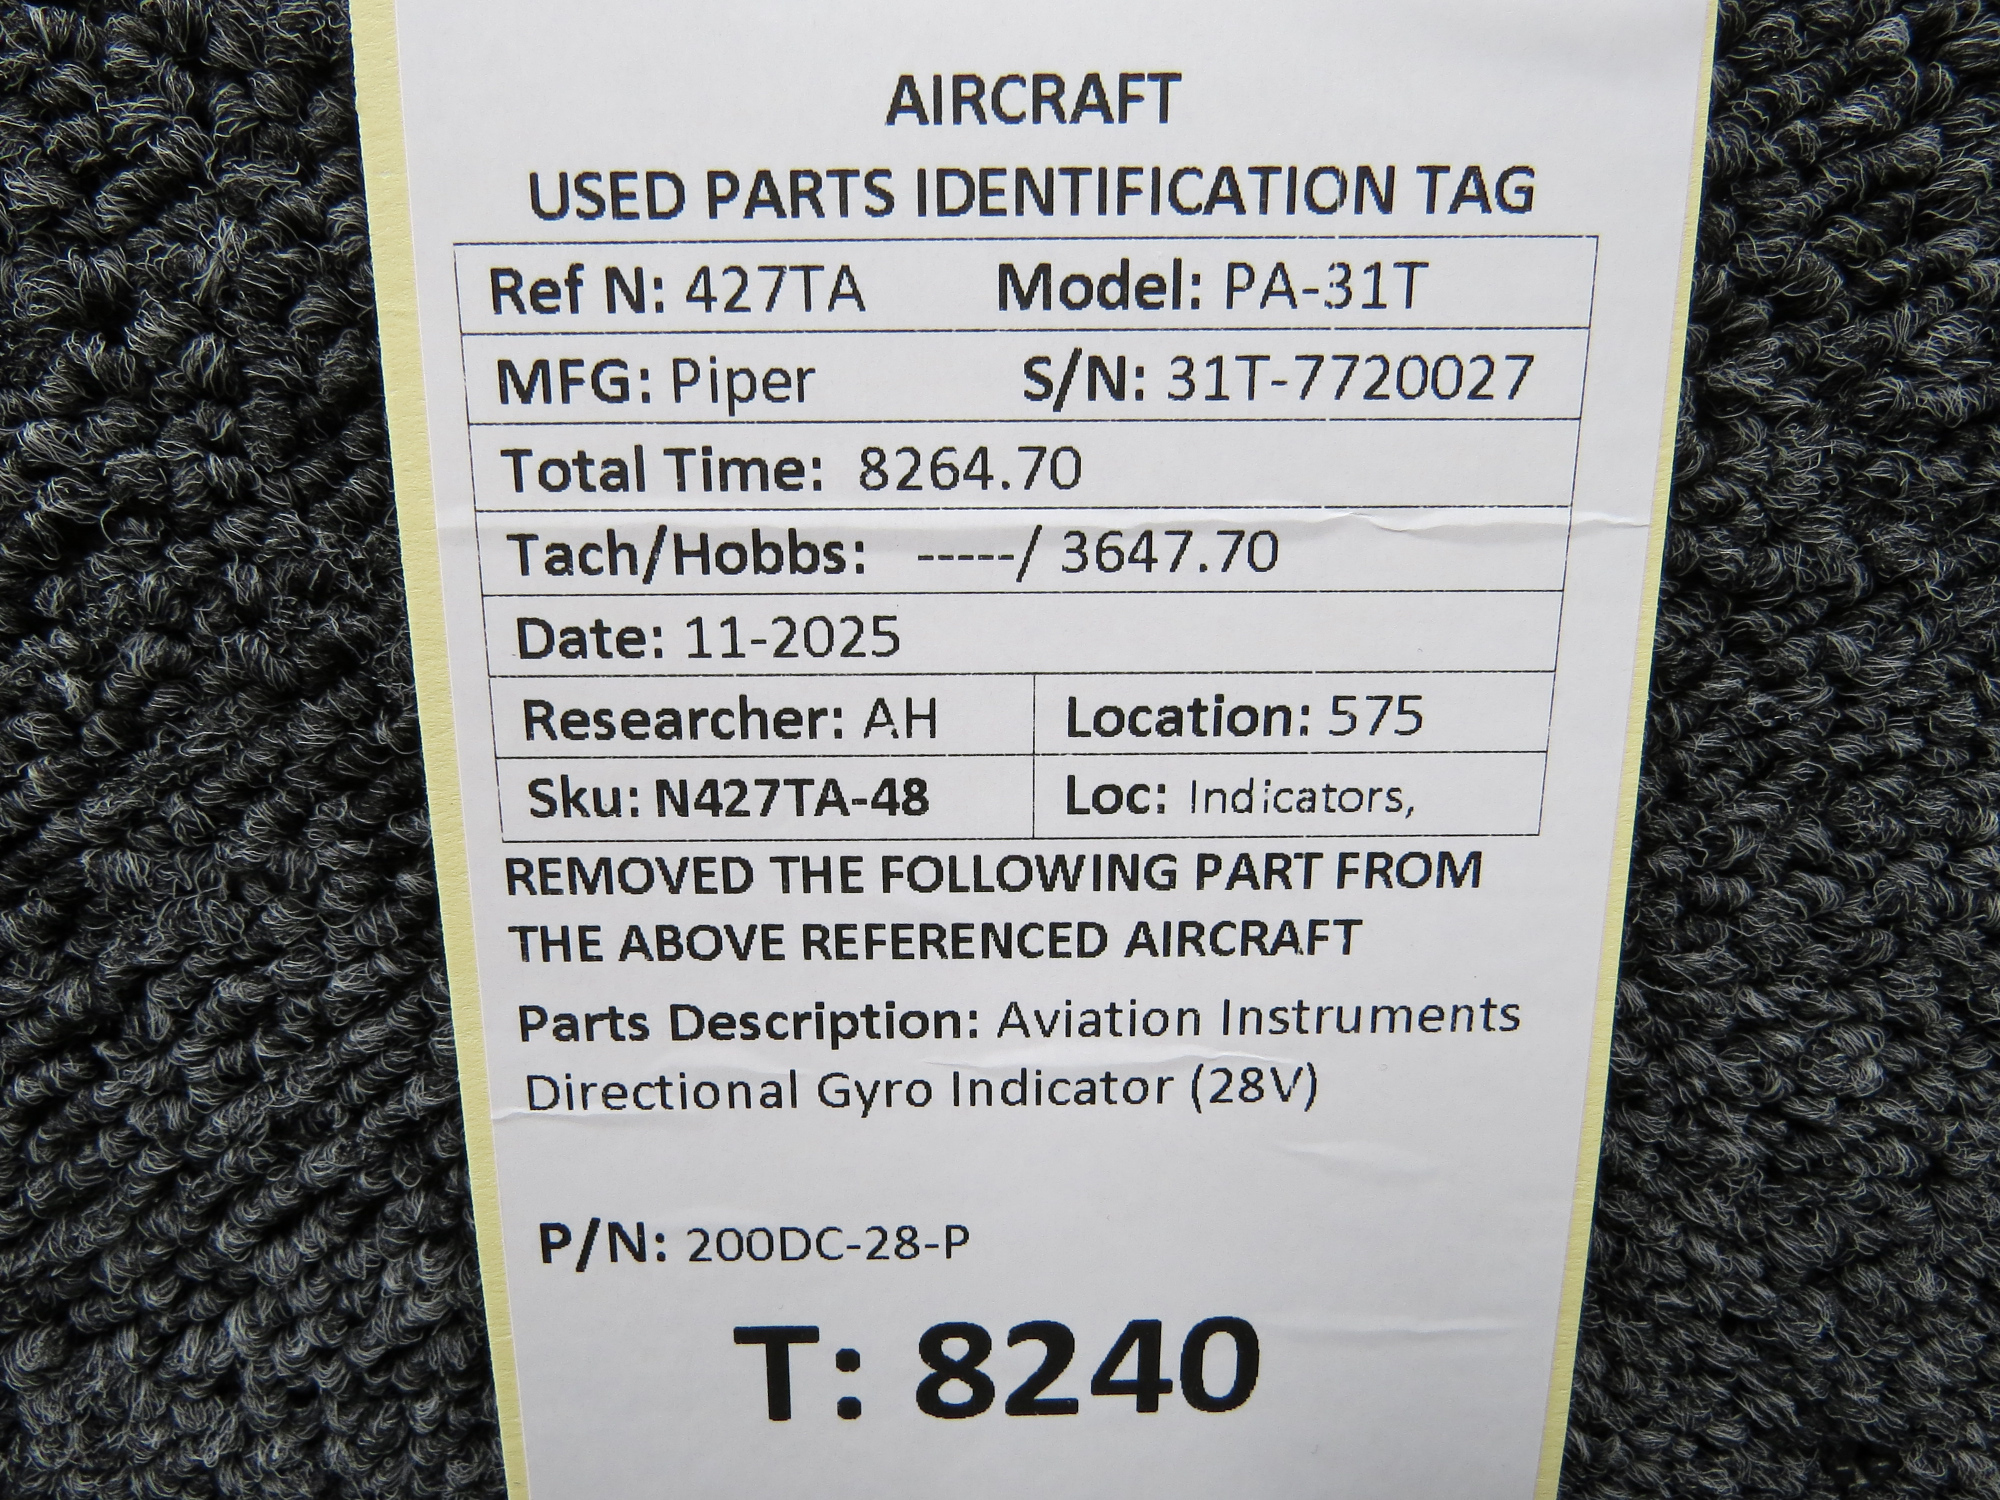 AIRCRAFT
USED PARTS IDENTIFICATION TAG
Ref N: 427TA Model: PA-31T
MFG: Piper S/N: 31T-7720027
Total Time: 8264.70
Tach/Hobbs: -----/ 3647.70
Date: 11-2025
Researcher: AH Location: 575
Sku: N427TA-48 Loc: Indicators,
REMOVED THE FOLLOWING PART FROM
THE ABOVE REFERENCED AIRCRAFT
Parts Description: Aviation Instruments
Directional Gyro Indicator (28V)
P/N: 200DC-28-P
T: 8240